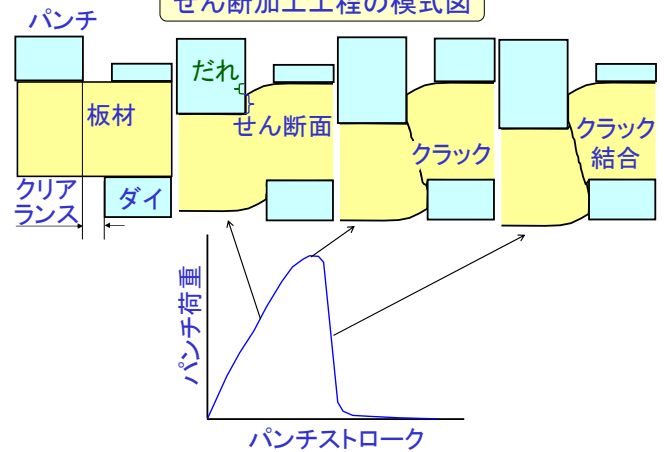 せん断加工工程の模式図
パンチ
板材
クリア
ランス
ダイ
だれ
せん断面
クラック
クラック
結合
パンチ荷重
パンチストローク